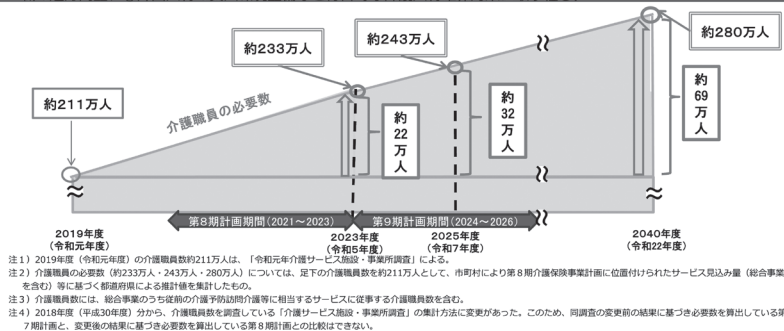 約280万人
約243万人
約233万人
約211万人
介護職員の必要数
約22万人
約32万人
約69万人
第8期計画期間(2021~2023)
第9期計画期間(2024~2026)
2019年度
(令和元年度)
2023年度
(令和5年度)
2025年度
(令和7年度)
2040年度
(令和22年度)
注1)2019年度(令和元年度)の介護職員数約211万人は、「令和元年介護サービス施設・事業所調査」による。
注2)介護職員の必要数(約233万人・243万人・280万人)については、足下の介護職員数を約211万人として、市町村により第8期介護保険事業計画に位置付けられたサービス見込み量(総合事業
を含む)等に基づく都道府県による推計値を集計したもの。
注3)介護職員数には、総合事業のうち従前の介護予防訪問介護等に相当するサービスに従事する介護職員数を含む。
注4)2018年度(平成30年度)分から、介護職員数を調査している「介護サービス施設・事業所調査」の集計方法に変更があった。このため、同調査の変更前の結果に基づき必要数を算出している
7期計画と、変更後の結果に基づき必要数を算出している第8期計画との比較はできない。